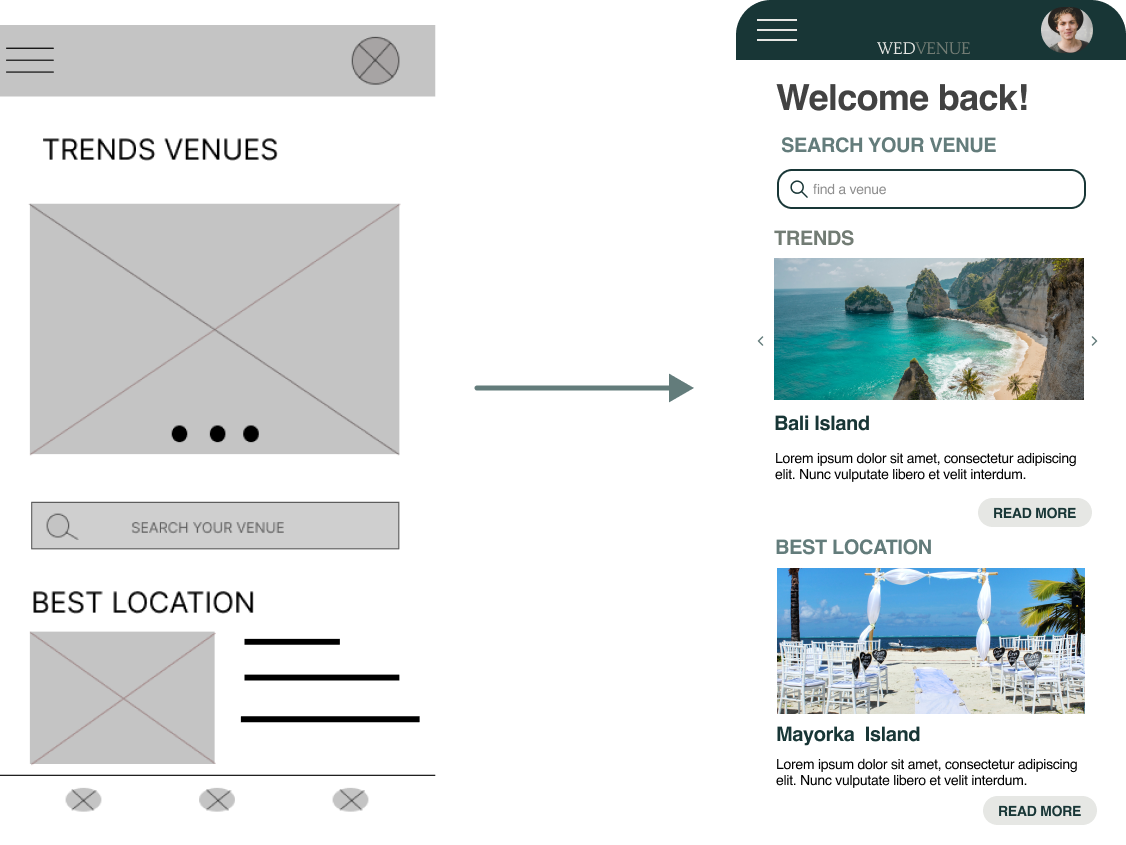 TRENDS VENUES
SEARCH YOUR VENUE
BEST LOCATION
WEDVENUE
Welcome back!
SEARCH YOUR VENUE
find a venue
TRENDS
Bali Island
Lorem ipsum dolor sit amet, consectetur adipiscing
elit. Nunc vulputate libero et velit interdum.
READ MORE
BEST LOCATION
Mayorka  Island
Lorem ipsum dolor sit amet, consectetur adipiscing
elit. Nunc vulputate libero et velit interdum.
READ MORE